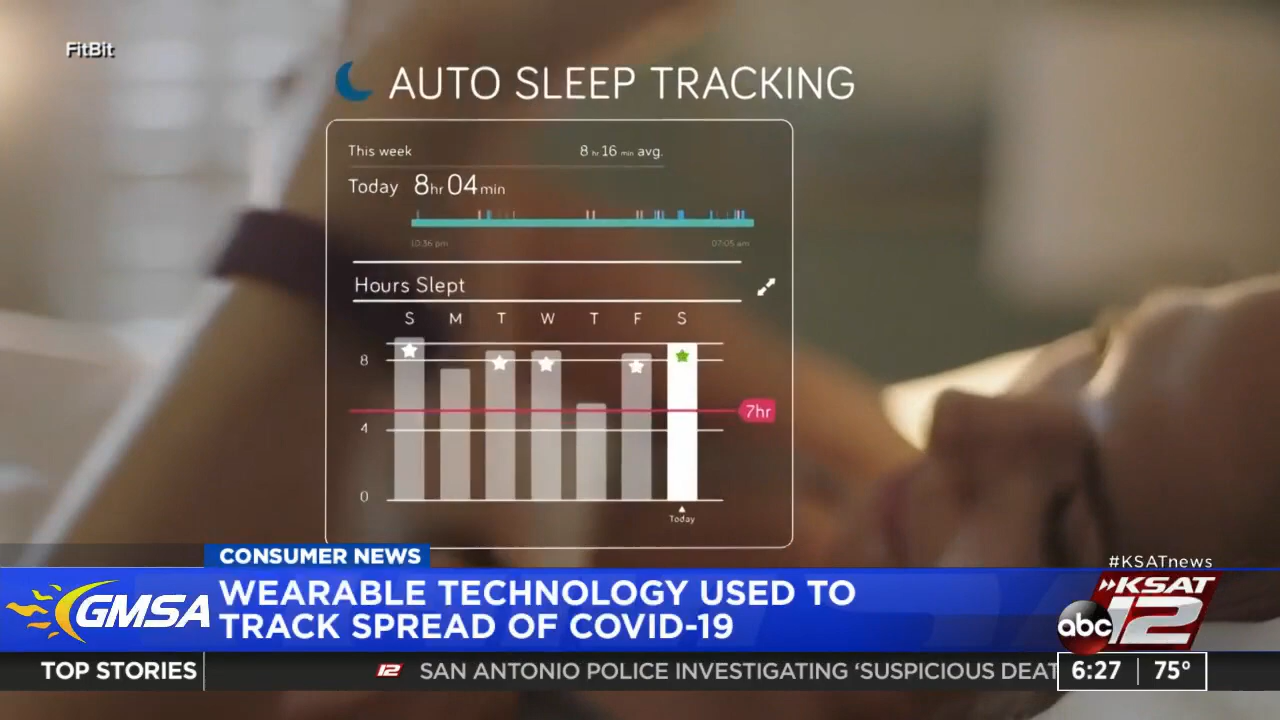 FitBit
AUTO SLEEP TRACKING
This week 8 hr 16 min avg.
Today 8hr 04min
10:36 pm 07:05 am
Hours Slept
S M T W T F S
8
7hr
4
0
Today
CONSUMER NEWS
#KSATnews
GMSA
WEARABLE TECHNOLOGY USED TO
TRACK SPREAD OF COVID-19
KSAT
abc 12
TOP STORIES 12 SAN ANTONIO POLICE INVESTIGATING ‘SUSPICIOUS DEAT 6:27 75°